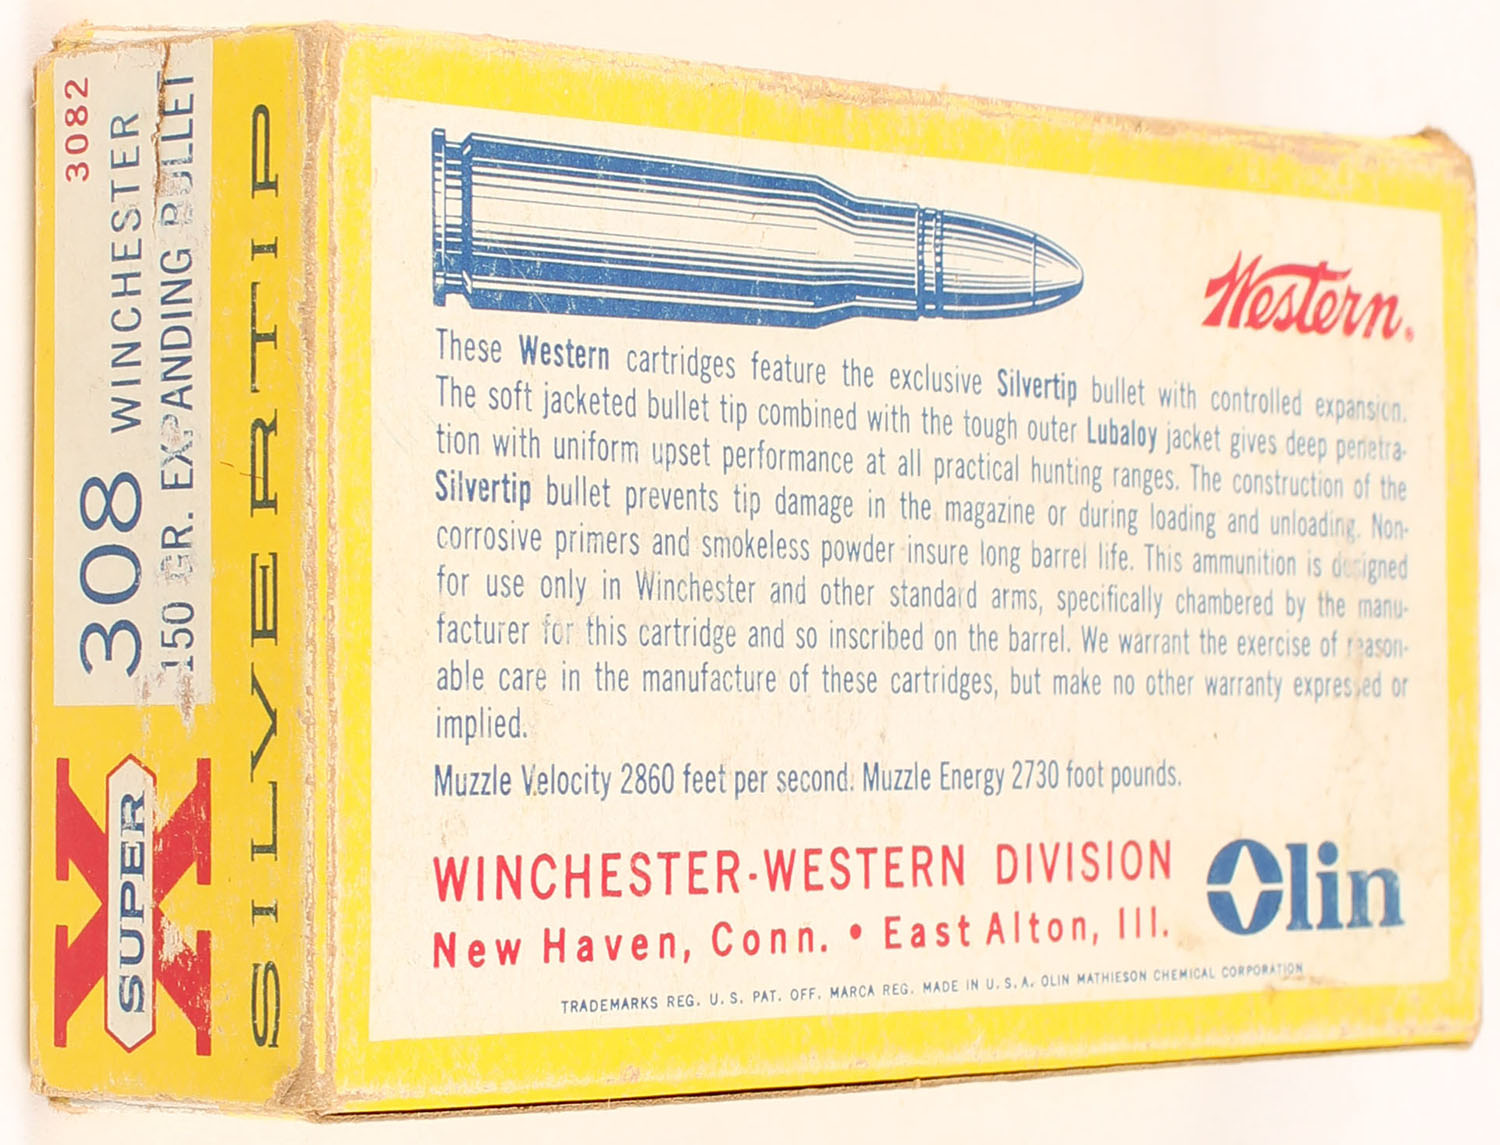 3082
308 WINCHESTER
150 GR. EXPANDING BULLET
SUPER X
SILVERTIP
Western.
These Western cartridges feature the exclusive Silvertip bullet with controlled expansion.
The soft jacketed bullet tip combined with the tough outer Lubaloy jacket gives deep penetra-
tion with uniform upset performance at all practical hunting ranges. The construction of the
Silvertip bullet prevents tip damage in the magazine or during loading and unloading. Non-
corrosive primers and smokeless powder insure long barrel life. This ammunition is designed
for use only in Winchester and other standard arms, specifically chambered by the manu-
facturer for this cartridge and so inscribed on the barrel. We warrant the exercise of reason-
able care in the manufacture of these cartridges, but make no other warranty expressed or
implied.
Muzzle Velocity 2860 feet per second. Muzzle Energy 2730 foot pounds.
WINCHESTER-WESTERN DIVISION
New Haven, Conn. • East Alton, Ill.
Olin
TRADEMARKS REG. U. S. PAT. OFF. MARCA REG. MADE IN U. S. A. OLIN MATHIESON CHEMICAL CORPORATION